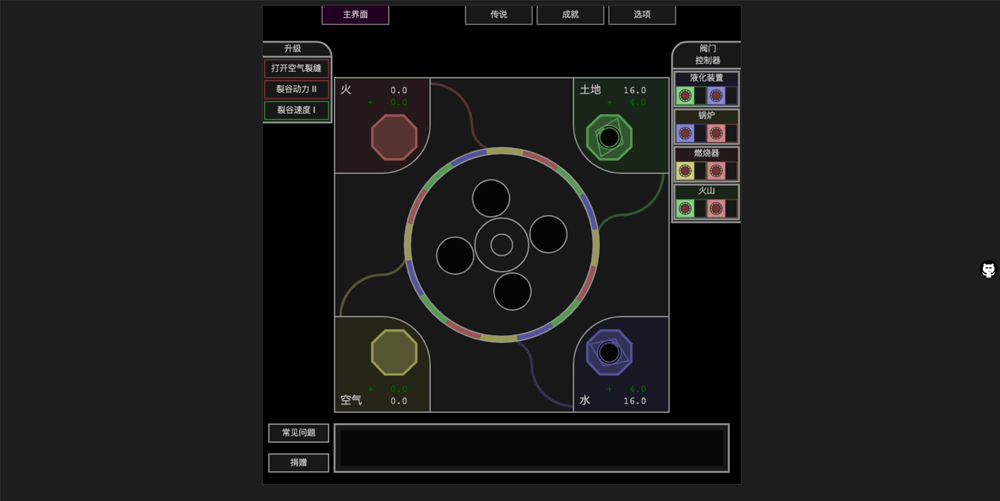 主界面
传说
成就
选项
升级
打开空气裂缝
裂谷动力 II
裂谷速度 I
火 0.0
+ 0.0
土地 16.0
+ 4.0
阀门
控制器
液化装置
锅炉
燃烧器
火山
+ 0.0
空气 0.0
+ 4.0
水 16.0
常见问题
捐赠